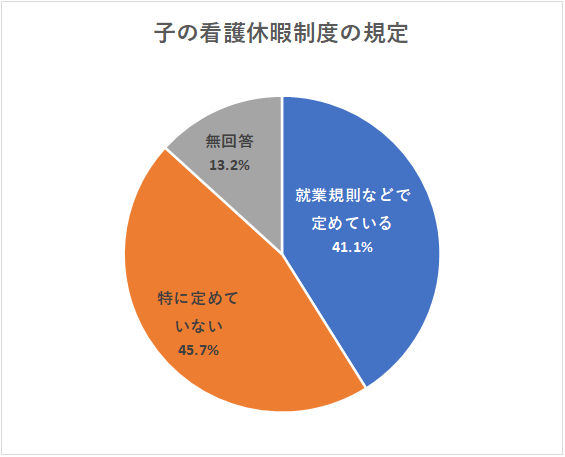 子の看護休暇制度の規定
無回答
13.2%
就業規則などで
定めている
41.1%
特に定めて
いない
45.7%